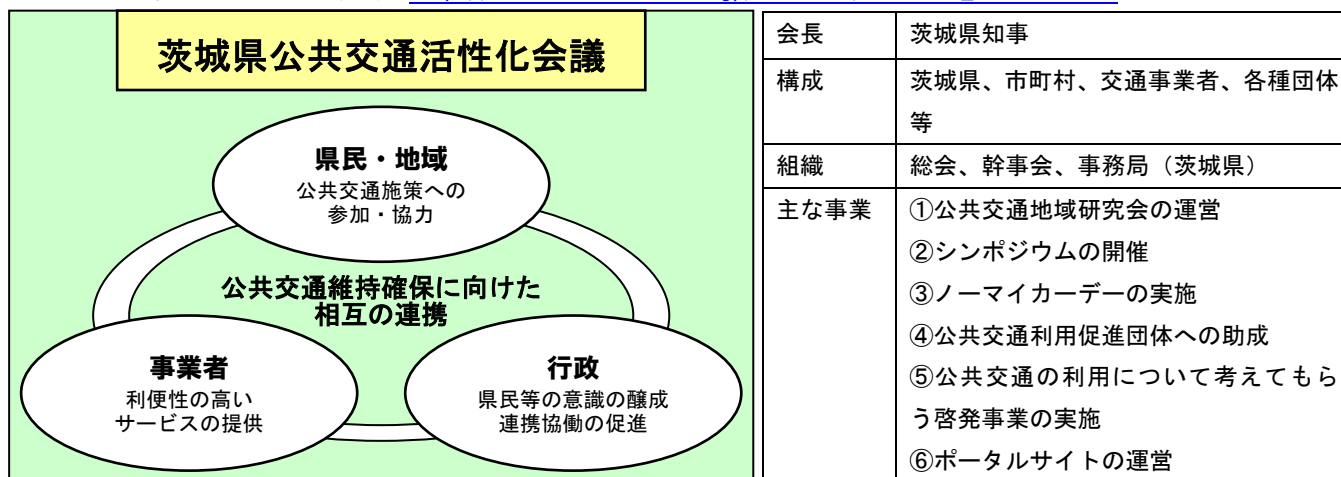 茨城県公共交通活性化会議
県民・地域
公共交通施策への
参加・協力
公共交通維持確保に向けた
相互の連携
事業者
利便性の高い
サービスの提供
行政
県民等の意識の醸成
連携協働の促進
会長 茨城県知事
構成 茨城県、市町村、交通事業者、各種団体
等
組織 総会、幹事会、事務局（茨城県）
主な事業 ①公共交通地域研究会の運営
②シンポジウムの開催
③ノーマイカーデーの実施
④公共交通利用促進団体への助成
⑤公共交通の利用について考えてもら
う啓発事業の実施
⑥ポータルサイトの運営